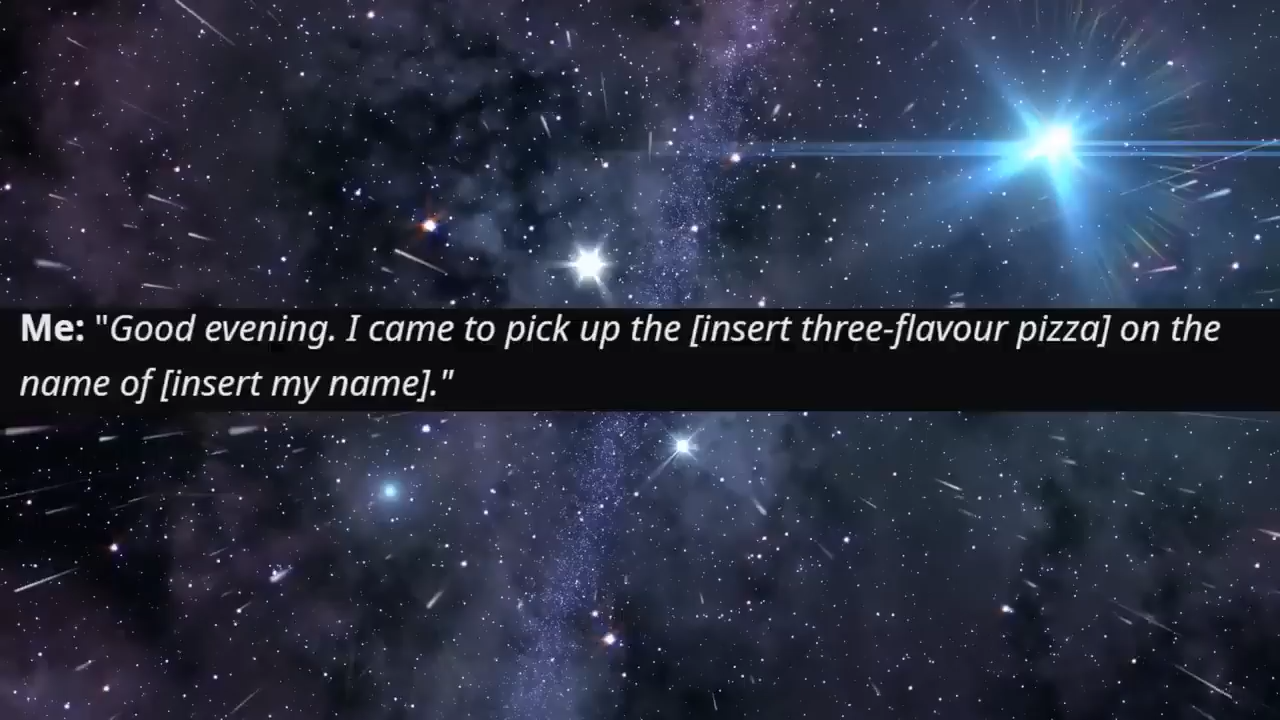 Me: "Good evening. I came to pick up the [insert three-flavour pizza] on the
name of [insert my name]."